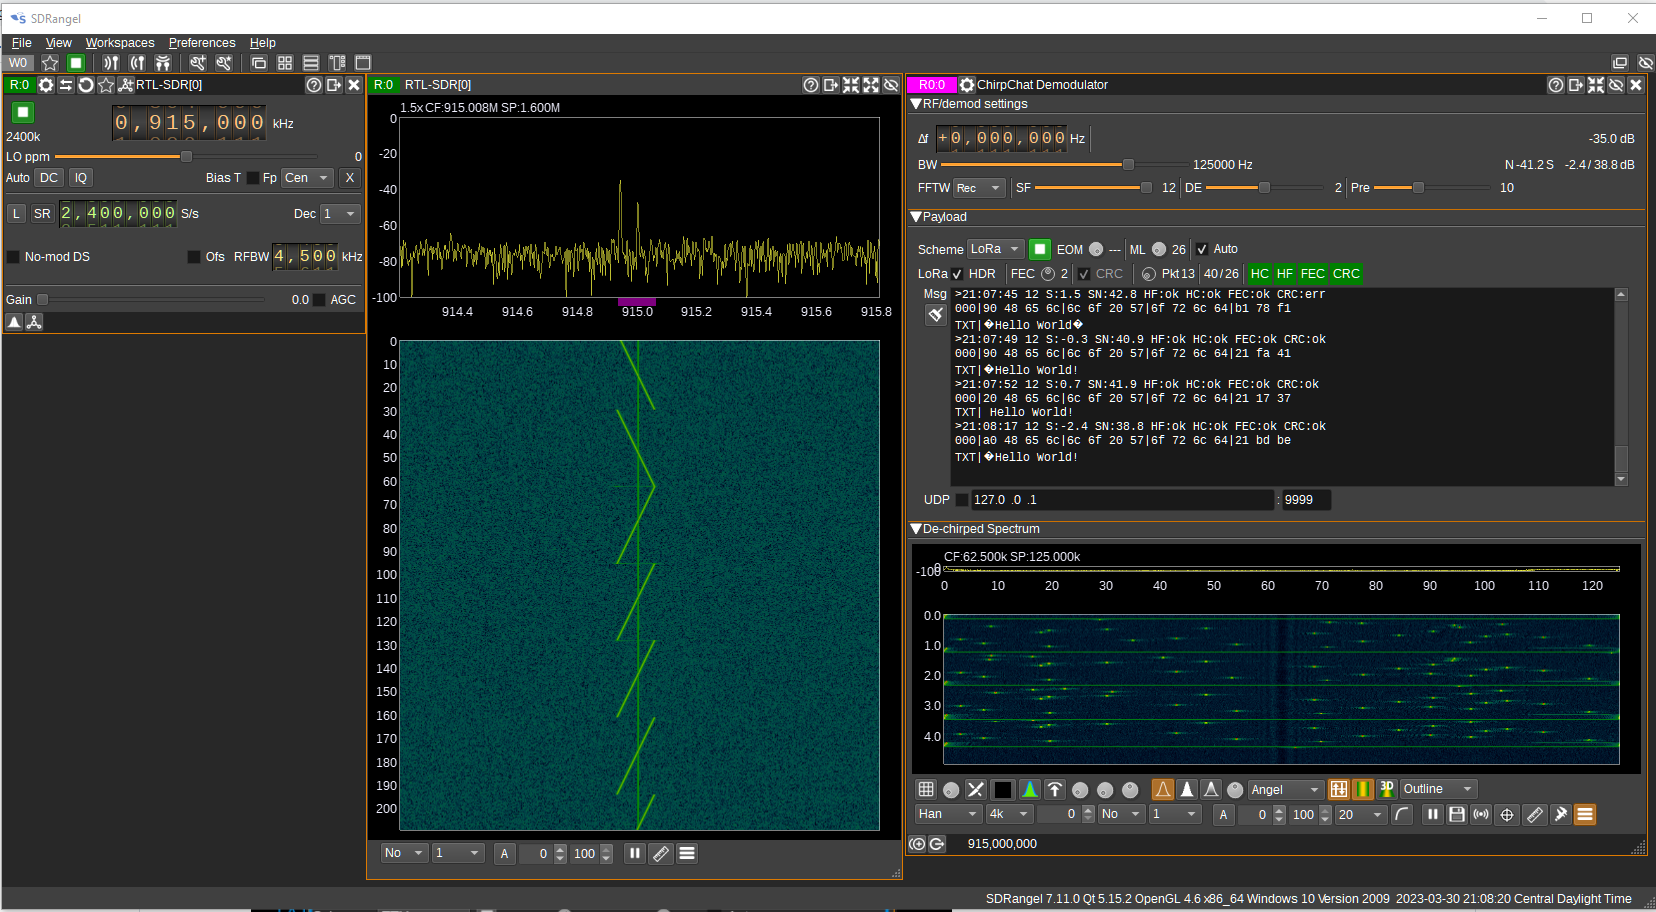 SDRangel
File View Workspaces Preferences Help
W0
R:0 RTL-SDR[0]
0,915,000 kHz
2400k
LO ppm 0
Auto DC IQ Bias T Fp Cen X
L SR 2,400,000 S/s Dec 1
No-mod DS Ofs RFBW 4,500 kHz
Gain 0.0 AGC
R:0 RTL-SDR[0]
1.5x CF:915.008M SP:1.600M
0
-20
-40
-60
-80
-100
914.4 914.6 914.8 915.0 915.2 915.4 915.6 915.8
0
10
20
30
40
50
60
70
80
90
100
110
120
130
140
150
160
170
180
190
200
No 1 A 0 100
R0:0 ChirpChat Demodulator
RF/demod settings
Δf +0,000,000 Hz -35.0 dB
BW 125000 Hz N -41.2 S -2.4 / 38.8 dB
FFTW Rec SF 12 DE 2 Pre 10
Payload
Scheme LoRa EOM --- ML 26 Auto
LoRa HDR FEC 2 CRC Pkt 13 40/26 HC HF FEC CRC
Msg >21:07:45 12 S:1.5 SN:42.8 HF:ok HC:ok FEC:ok CRC:err
000|90 48 65 6c|6c 6f 20 57|6f 72 6c 64|b1 78 f1
TXT|�Hello World�
>21:07:49 12 S:-0.3 SN:40.9 HF:ok HC:ok FEC:ok CRC:ok
000|90 48 65 6c|6c 6f 20 57|6f 72 6c 64|21 fa 41
TXT|�Hello World!
>21:07:52 12 S:0.7 SN:41.9 HF:ok HC:ok FEC:ok CRC:ok
000|20 48 65 6c|6c 6f 20 57|6f 72 6c 64|21 17 37
TXT| Hello World!
>21:08:17 12 S:-2.4 SN:38.8 HF:ok HC:ok FEC:ok CRC:ok
000|a0 48 65 6c|6c 6f 20 57|6f 72 6c 64|21 bd be
TXT|�Hello World!
UDP 127.0 .0 .1 : 9999
De-chirped Spectrum
CF:62.500k SP:125.000k
0
-100
0 10 20 30 40 50 60 70 80 90 100 110 120
0.0
1.0
2.0
3.0
4.0
Angel 3D Outline
Han 4k 0 No 1 A 0 100 20
915,000,000
SDRangel 7.11.0 Qt 5.15.2 OpenGL 4.6 x86_64 Windows 10 Version 2009 2023-03-30 21:08:20 Central Daylight Time